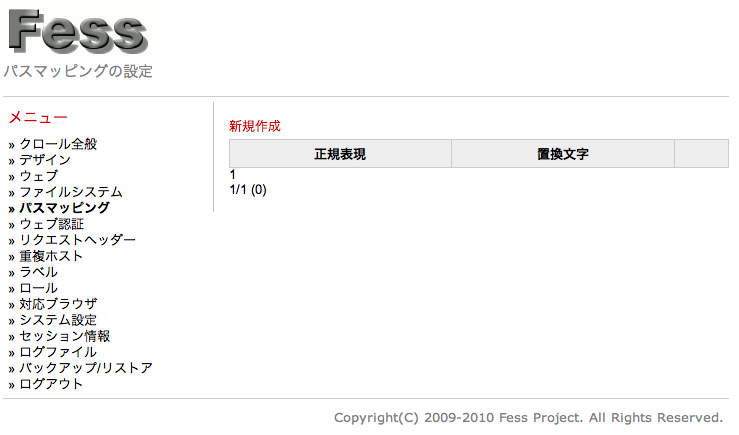 Fess
パスマッピングの設定
メニュー
» クロール全般
» デザイン
» ウェブ
» ファイルシステム
» パスマッピング
» ウェブ認証
» リクエストヘッダー
» 重複ホスト
» ラベル
» ロール
» 対応ブラウザ
» システム設定
» セッション情報
» ログファイル
» バックアップ/リストア
» ログアウト
新規作成
正規表現 置換文字
1
1/1 (0)
Copyright(C) 2009-2010 Fess Project. All Rights Reserved.